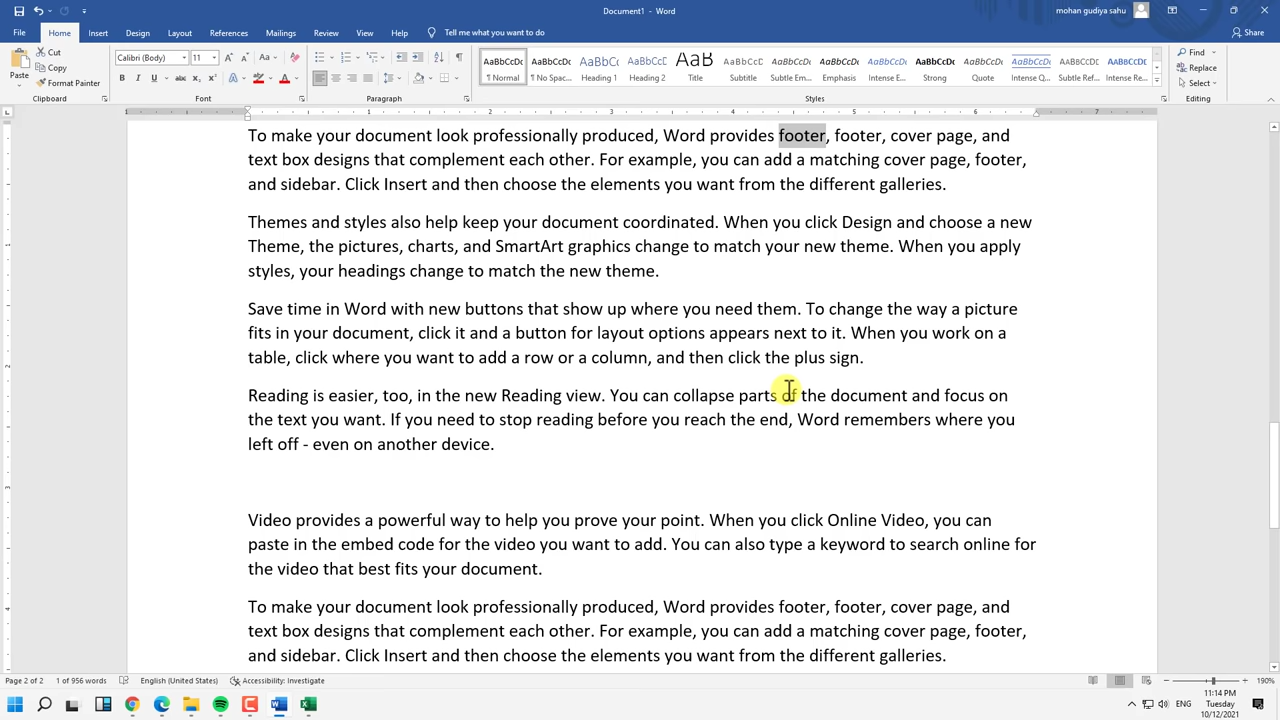 Document1 - Word
mohan gudiya sahu
File Home Insert Design Layout References Mailings Review View Help Tell me what you want to do
Share
Paste
Cut
Copy
Format Painter
Calibri (Body) 11
AaBbCcDc AaBbCcDc AaBbCc AaBbCcC AaB AaBbCcC AaBbCcDc AaBbCcDc AaBbCcDc AaBbCcDc AaBbCcDc AaBbCcDc AaBbCcDc AaBbCcDc
¶ Normal ¶ No Spac... Heading 1 Heading 2 Title Subtitle Subtle Em... Emphasis Intense E... Strong Quote Intense Q... Subtle Ref... Intense Re...
Find
Replace
Select
Clipboard Font Paragraph Styles Editing
To make your document look professionally produced, Word provides footer, footer, cover page, and
text box designs that complement each other. For example, you can add a matching cover page, footer,
and sidebar. Click Insert and then choose the elements you want from the different galleries.
Themes and styles also help keep your document coordinated. When you click Design and choose a new
Theme, the pictures, charts, and SmartArt graphics change to match your new theme. When you apply
styles, your headings change to match the new theme.
Save time in Word with new buttons that show up where you need them. To change the way a picture
fits in your document, click it and a button for layout options appears next to it. When you work on a
table, click where you want to add a row or a column, and then click the plus sign.
Reading is easier, too, in the new Reading view. You can collapse parts of the document and focus on
the text you want. If you need to stop reading before you reach the end, Word remembers where you
left off - even on another device.
Video provides a powerful way to help you prove your point. When you click Online Video, you can
paste in the embed code for the video you want to add. You can also type a keyword to search online for
the video that best fits your document.
To make your document look professionally produced, Word provides footer, footer, cover page, and
text box designs that complement each other. For example, you can add a matching cover page, footer,
and sidebar. Click Insert and then choose the elements you want from the different galleries.
Page 2 of 2 1 of 956 words English (United States) Accessibility: Investigate 190%
ENG
11:14 PM
Tuesday
10/12/2021